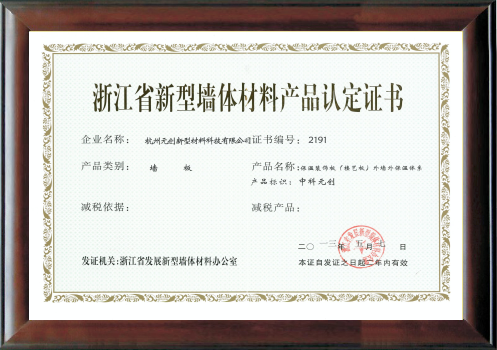 浙江省新型墙体材料产品认定证书
企业名称: 杭州元创新型材料科技有限公司 证书编号: 2191
产品类别: 墙 板 产品名称: 保温装饰板(臻艺板)外墙外保温体系
产品标识: 中科元创
减税依据: 减税产品:
二〇一三年五月 日
发证机关:浙江省发展新型墙体材料办公室 本证自发证之日起二年内有效